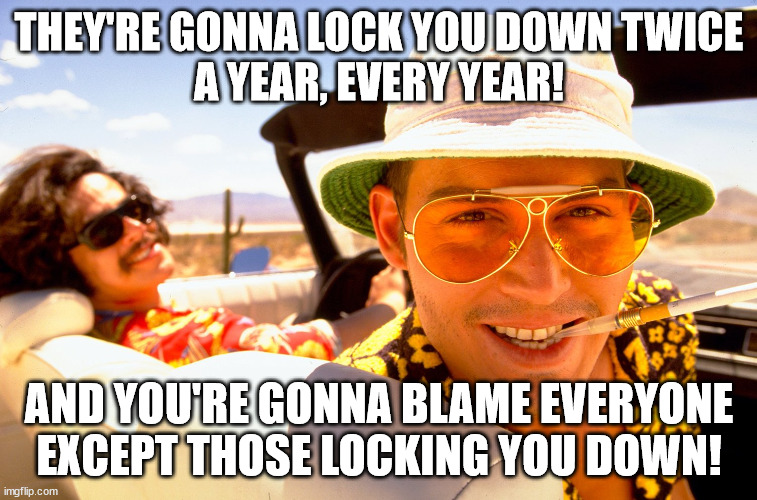 THEY'RE GONNA LOCK YOU DOWN TWICE
A YEAR, EVERY YEAR!
AND YOU'RE GONNA BLAME EVERYONE
EXCEPT THOSE LOCKING YOU DOWN!
imgflip.com